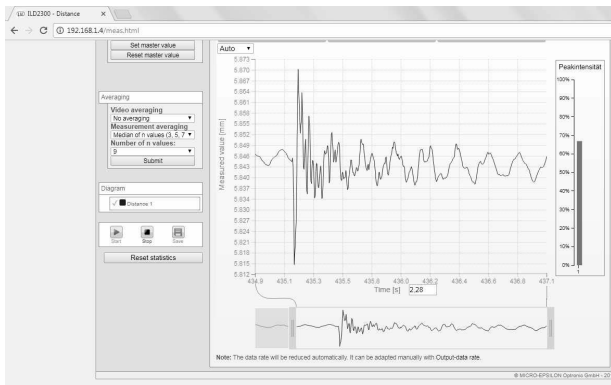 ILD2300 - Distance
192.168.1.4/meas.html
Set master value
Reset master value
Averaging
Video averaging
No averaging
Measurement averaging
Median of n values (3, 5, 7
Number of n values:
9
Submit
Diagram
Distance 1
Start Stop Save
Reset statistics
Auto
Measured value [mm]
5.873
5.870
5.867
5.864
5.861
5.858
5.855
5.852
5.849
5.846
5.843
5.840
5.837
5.834
5.830
5.827
5.824
5.821
5.818
5.815
5.812
434.9 435.1 435.3 435.5 435.8 436.0 436.2 436.4 436.6 436.8 437.1
Time [s] 2.28
Peakintensität
100%
90%
80%
70%
60%
50%
40%
30%
20%
10%
0%
1
Note: The data rate will be reduced automatically. It can be adapted manually with Output-data rate.
© MICRO-EPSILON Optronic GmbH - 20